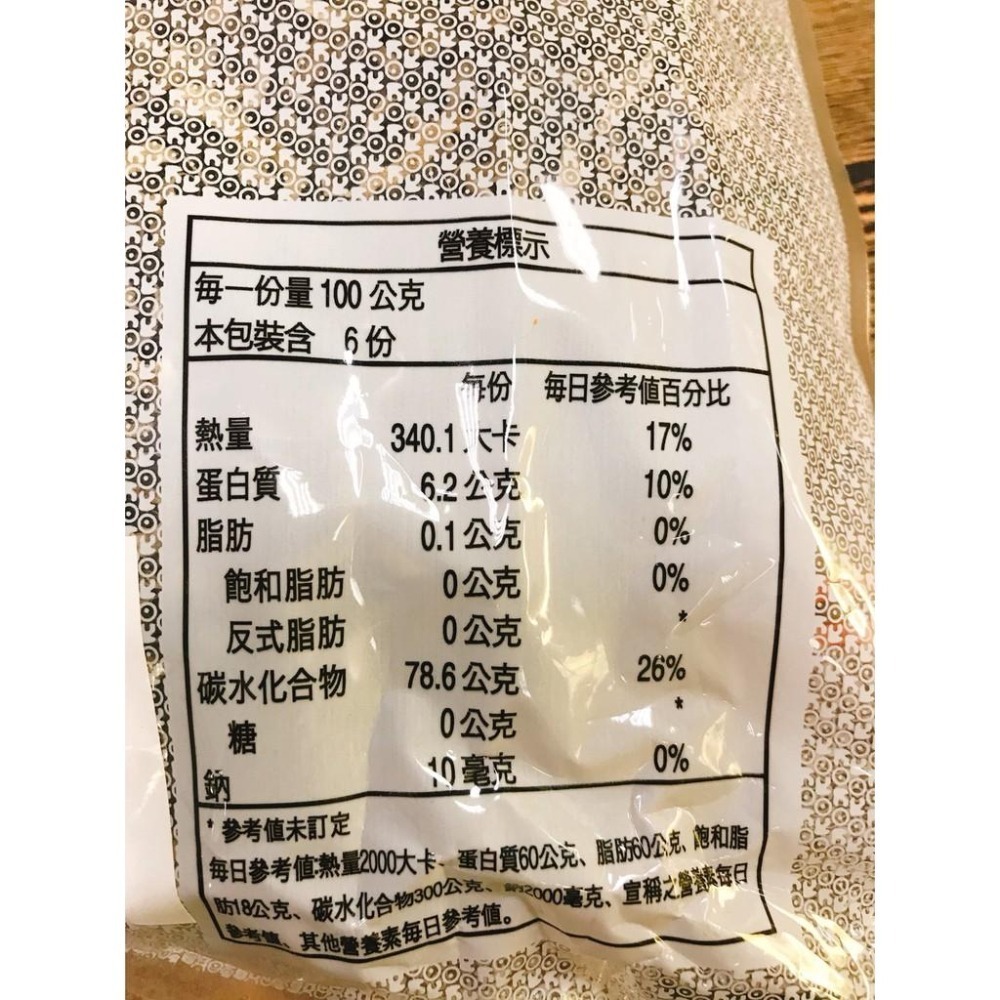 營養標示
每一份量 100 公克
本包裝含 6 份
每份 每日參考值百分比
熱量 340.1 大卡 17%
蛋白質 6.2 公克 10%
脂肪 0.1 公克 0%
飽和脂肪 0 公克 0%
反式脂肪 0 公克 *
碳水化合物 78.6 公克 26%
糖 0 公克 *
鈉 10 毫克 0%
* 參考值未訂定
每日參考值:熱量2000大卡、蛋白質60公克、脂肪60公克、飽和脂
肪18公克、碳水化合物300公克、鈉2000毫克、宣稱之營養素每日
參考值、其他營養素每日參考值。